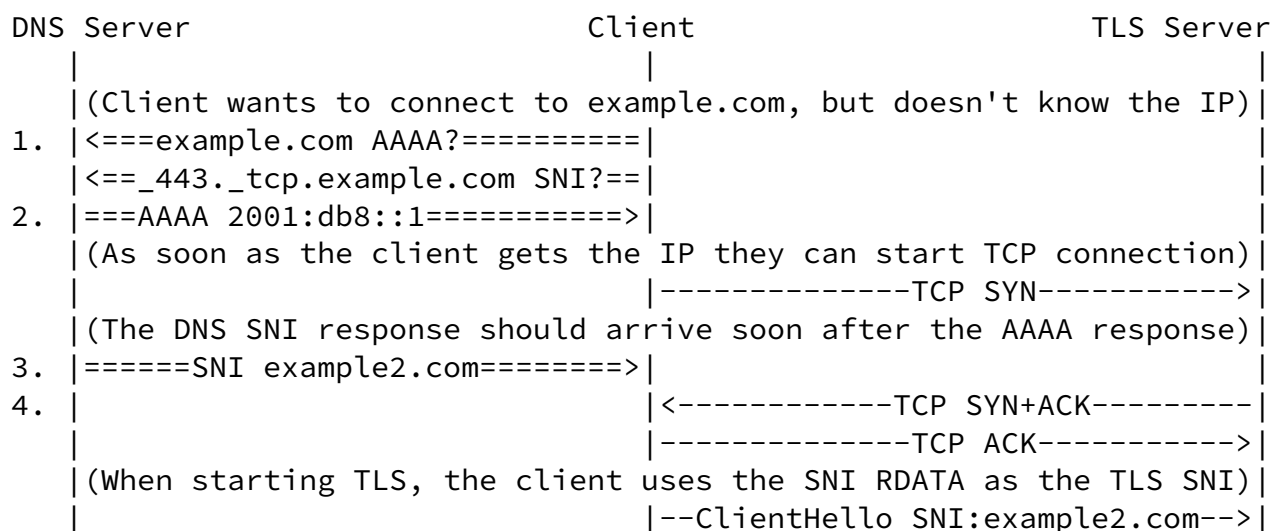 DNS Server                    Client                    TLS Server
   |                            |                             |
   |(Client wants to connect to example.com, but doesn't know the IP)|
1. |<===example.com AAAA?==========|                             |
   |<==_443._tcp.example.com SNI?==|                             |
2. |===AAAA 2001:db8::1===========>|                             |
   |(As soon as the client gets the IP they can start TCP connection)|
   |                               |--------------TCP SYN----------->|
   |(The DNS SNI response should arrive soon after the AAAA response)|
3. |======SNI example2.com========>|                             |
4. |                               |<------------TCP SYN+ACK---------|
   |                               |--------------TCP ACK----------->|
   |(When starting TLS, the client uses the SNI RDATA as the TLS SNI)|
   |                               |--ClientHello SNI:example2.com-->|